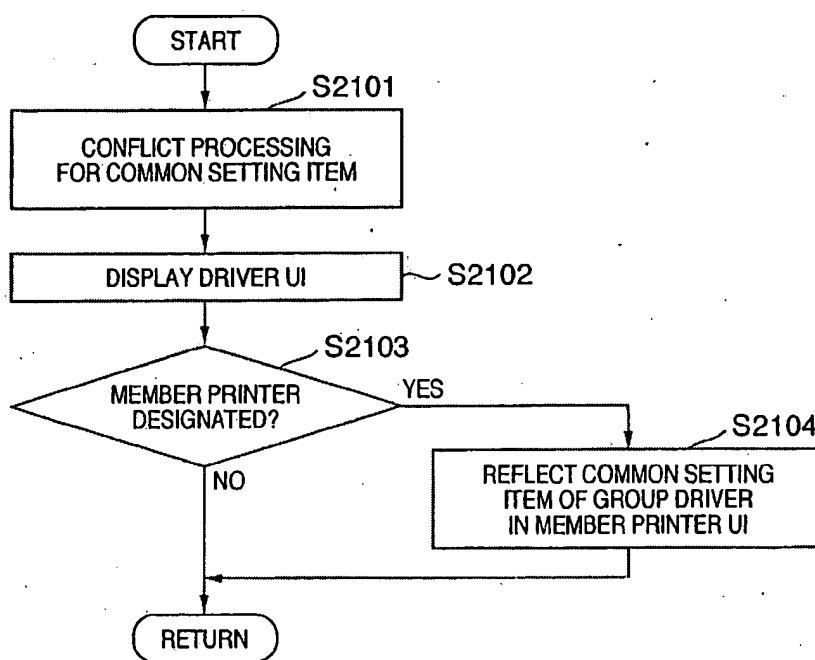 START
S2101
CONFLICT PROCESSING
FOR COMMON SETTING ITEM
DISPLAY DRIVER UI
S2102
S2103
MEMBER PRINTER
DESIGNATED?
YES
S2104
REFLECT COMMON SETTING
ITEM OF GROUP DRIVER
IN MEMBER PRINTER UI
NO
RETURN